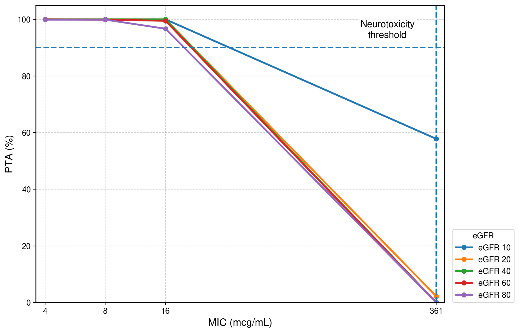 Neurotoxicity
threshold
100
80
60
40
20
0
PTA (%)
4
8
16
361
MIC (mcg/mL)
eGFR
eGFR 10
eGFR 20
eGFR 40
eGFR 60
eGFR 80